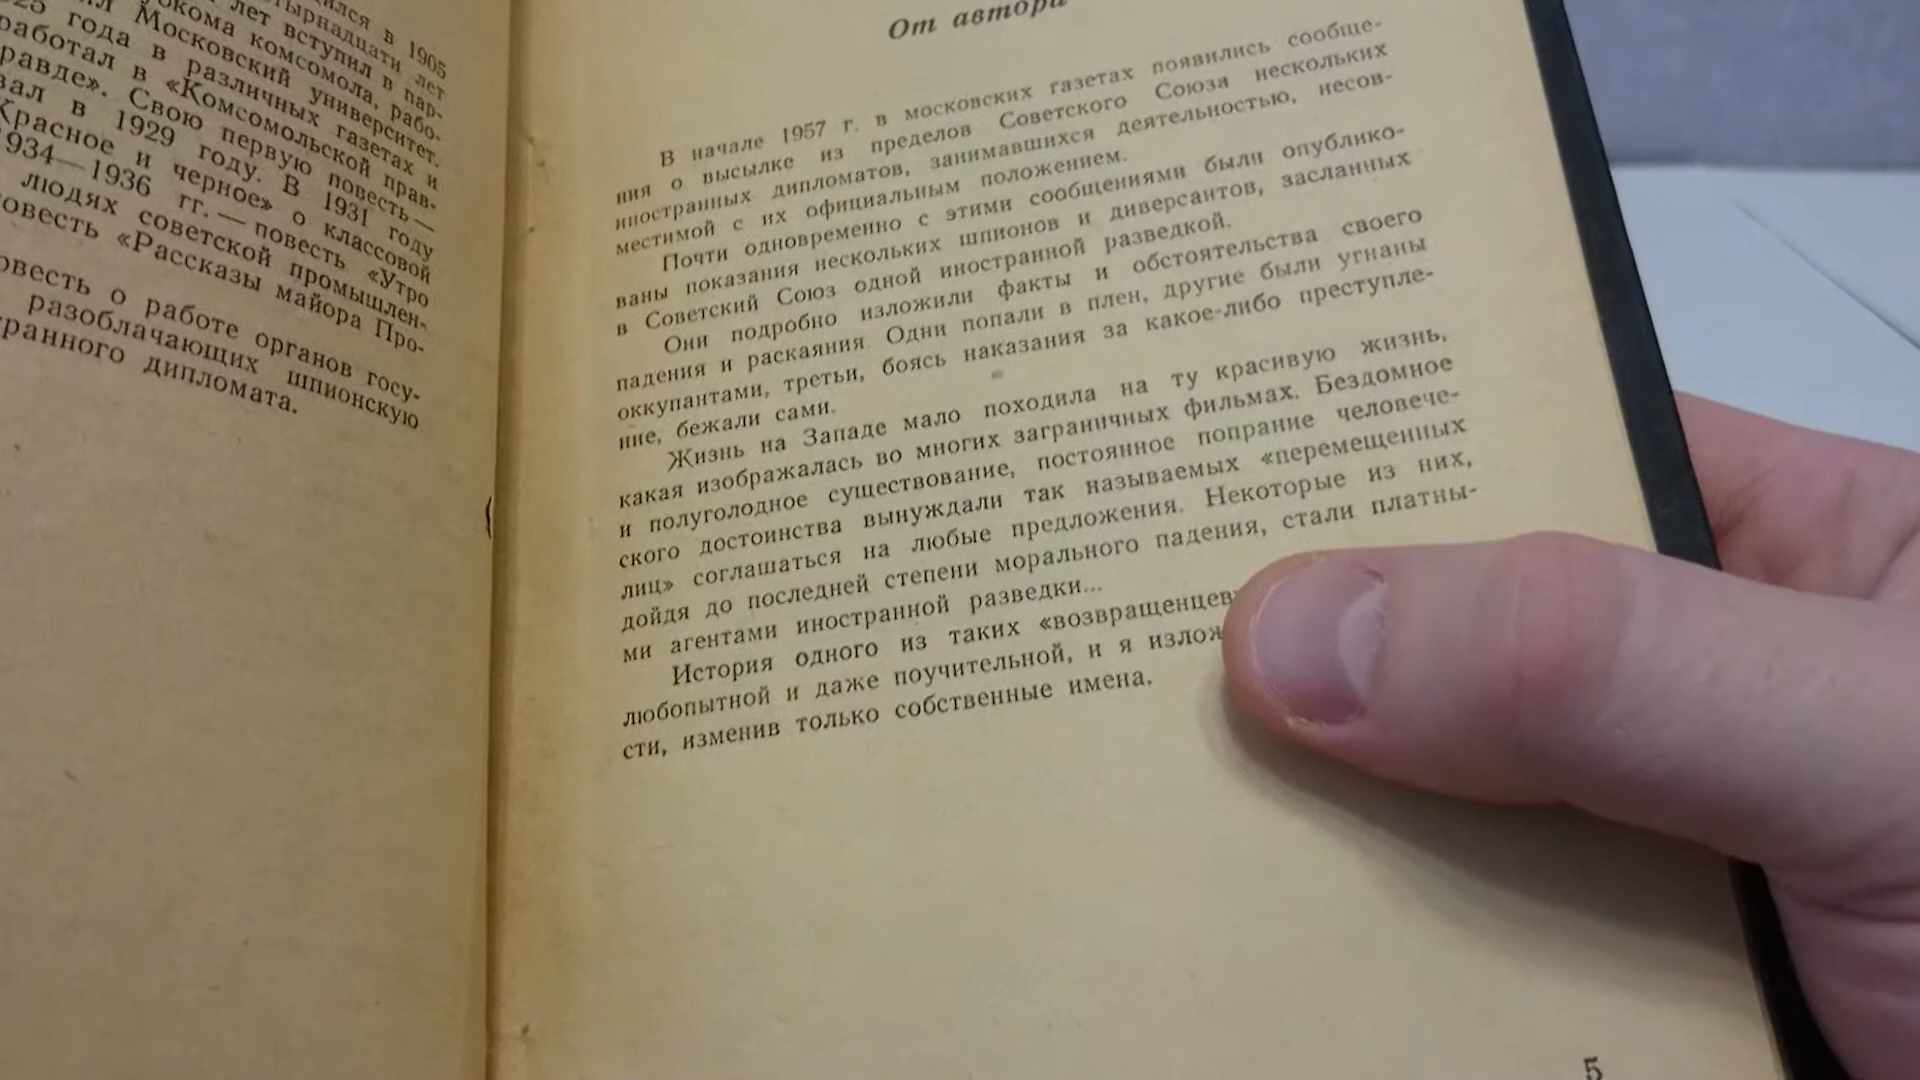 в 1905
тырнадцати лет
лет вступил в пар-
комсомола, рабо-
Московский университет.
года в различных газетах и
работал в «Комсомольской прав-
Свою первую повесть —
в 1929 году. В 1931 году
Красное и черное» о классовой
1934—1936 гг. — повесть «Утро
людях советской промышлен-
«Рассказы майора Про-
о работе органов госу-
разоблачающих шпионскую
дипломата.
От автора
В начале 1957 г. в московских газетах появились сообще-
ния о высылке из пределов Советского Союза нескольких
иностранных дипломатов, занимавшихся деятельностью, несов-
местимой с их официальным положением.
Почти одновременно с этими сообщениями были опублико-
ваны показания нескольких шпионов и диверсантов, засланных
в Советский Союз одной иностранной разведкой.
Они подробно изложили факты и обстоятельства своего
падения и раскаяния. Одни попали в плен, другие были угнаны
оккупантами, третьи, боясь наказания за какое-либо преступле-
ние, бежали сами.
Жизнь на Западе мало походила на ту красивую жизнь,
какая изображалась во многих заграничных фильмах. Бездомное
и полуголодное существование, постоянное попрание человече-
ского достоинства вынуждали так называемых «перемещенных
лиц» соглашаться на любые предложения. Некоторые из них,
дойдя до последней степени морального падения, стали платны-
ми агентами иностранной разведки...
История одного из таких «возвращенцев»
любопытной и даже поучительной, и я
сти, изменив только собственные имена.
5